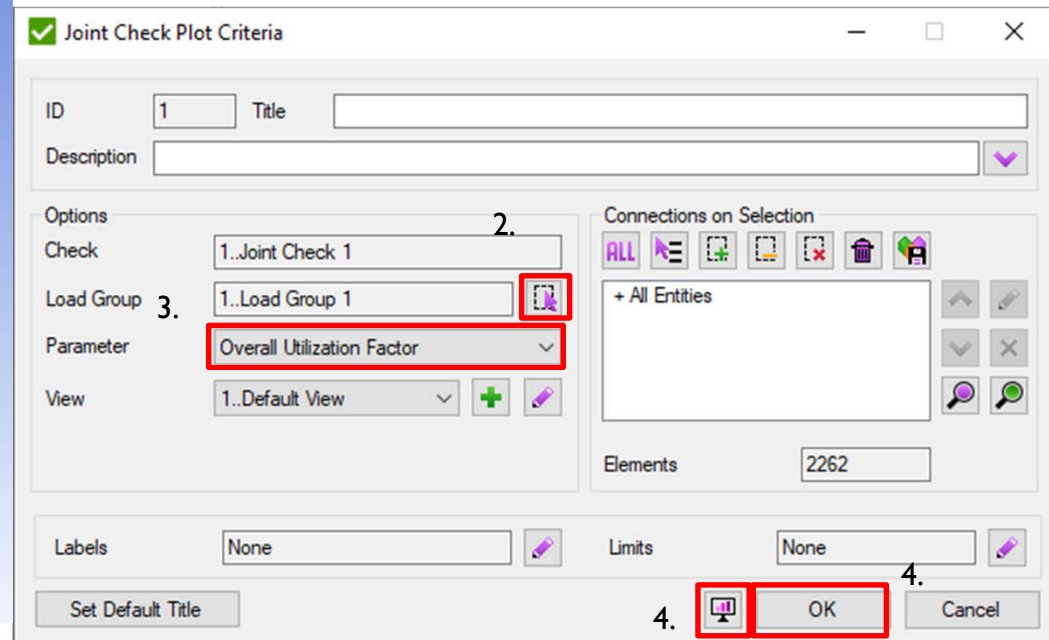 Joint Check Plot Criteria
ID 1 Title
Description
Options
2.
Check 1..Joint Check 1
Load Group 3. 1..Load Group 1
Parameter Overall Utilization Factor
View 1..Default View
Connections on Selection
ALL
+ All Entities
Elements 2262
Labels None
Limits None
4.
Set Default Title
4.
OK
Cancel